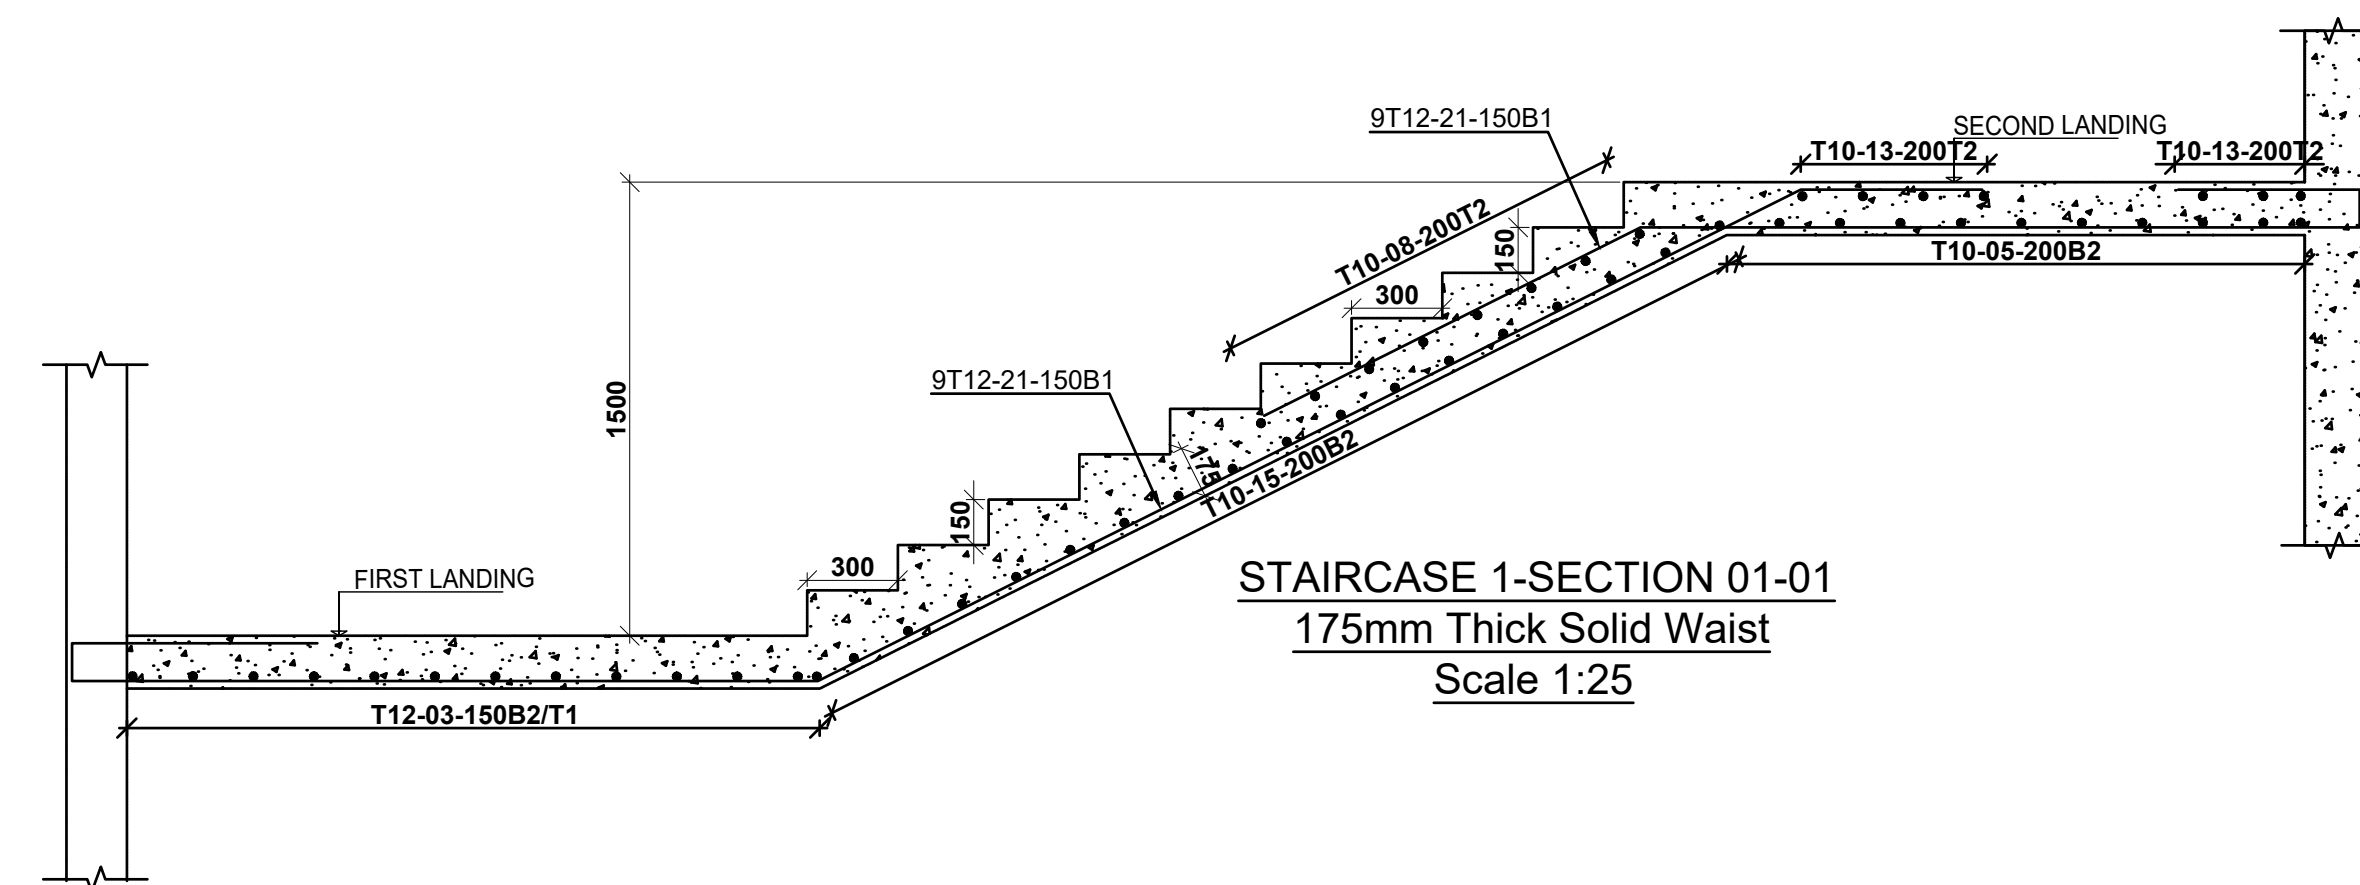 9T12-21-150B1
SECOND LANDING
T10-13-200T2
T10-13-200T2
T10-08-200T2
150
T10-05-200B2
300
9T12-21-150B1
1500
175
T10-15-200B2
150
300
FIRST LANDING
STAIRCASE 1-SECTION 01-01
175mm Thick Solid Waist
Scale 1:25
T12-03-150B2/T1